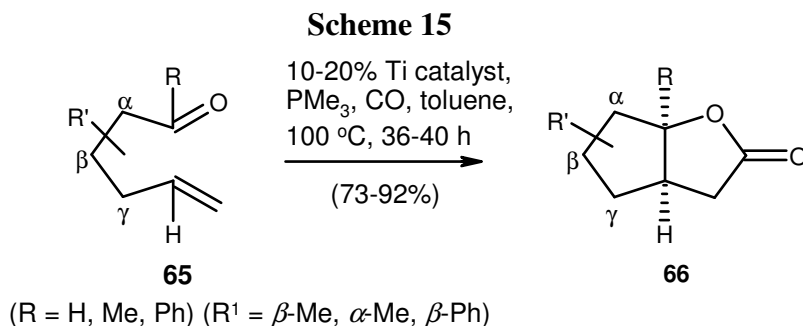 Scheme 15
R
α
O
R'
β
γ
H
65
10-20% Ti catalyst,
PMe₃, CO, toluene,
100 °C, 36-40 h
(73-92%)
R
α
O
O
R'
β
γ
H
66
(R = H, Me, Ph) (R¹ = β-Me, α-Me, β-Ph)